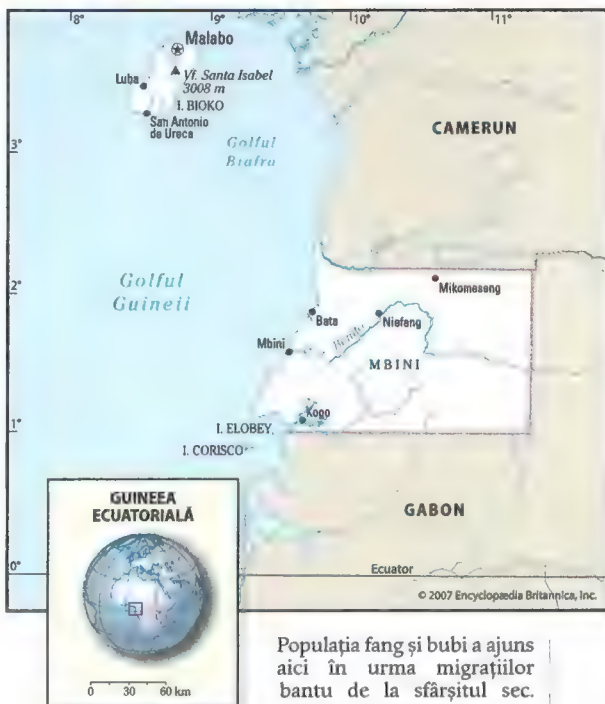 8° 9° 10° 11°
Malabo
Vf. Santa Isabel
3008 m
Luba
I. BIOKO
San Antonio
de Ureca
Golful
Biafra
CAMERUN
3°
Golful
Guineii
2°
Mikomeseng
Bata
Niefang
Mbini
Benito
MBINI
Kogo
I. ELOBEY
1°
I. CORISCO
GUINEEA
ECUATORIALĂ
GABON
0°
Ecuator
© 2007 Encyclopædia Britannica, Inc.
0 30 60 km
Populația fang și bubi a ajuns
aici în urma migrațiilor
bantu de la sfârșitul sec.